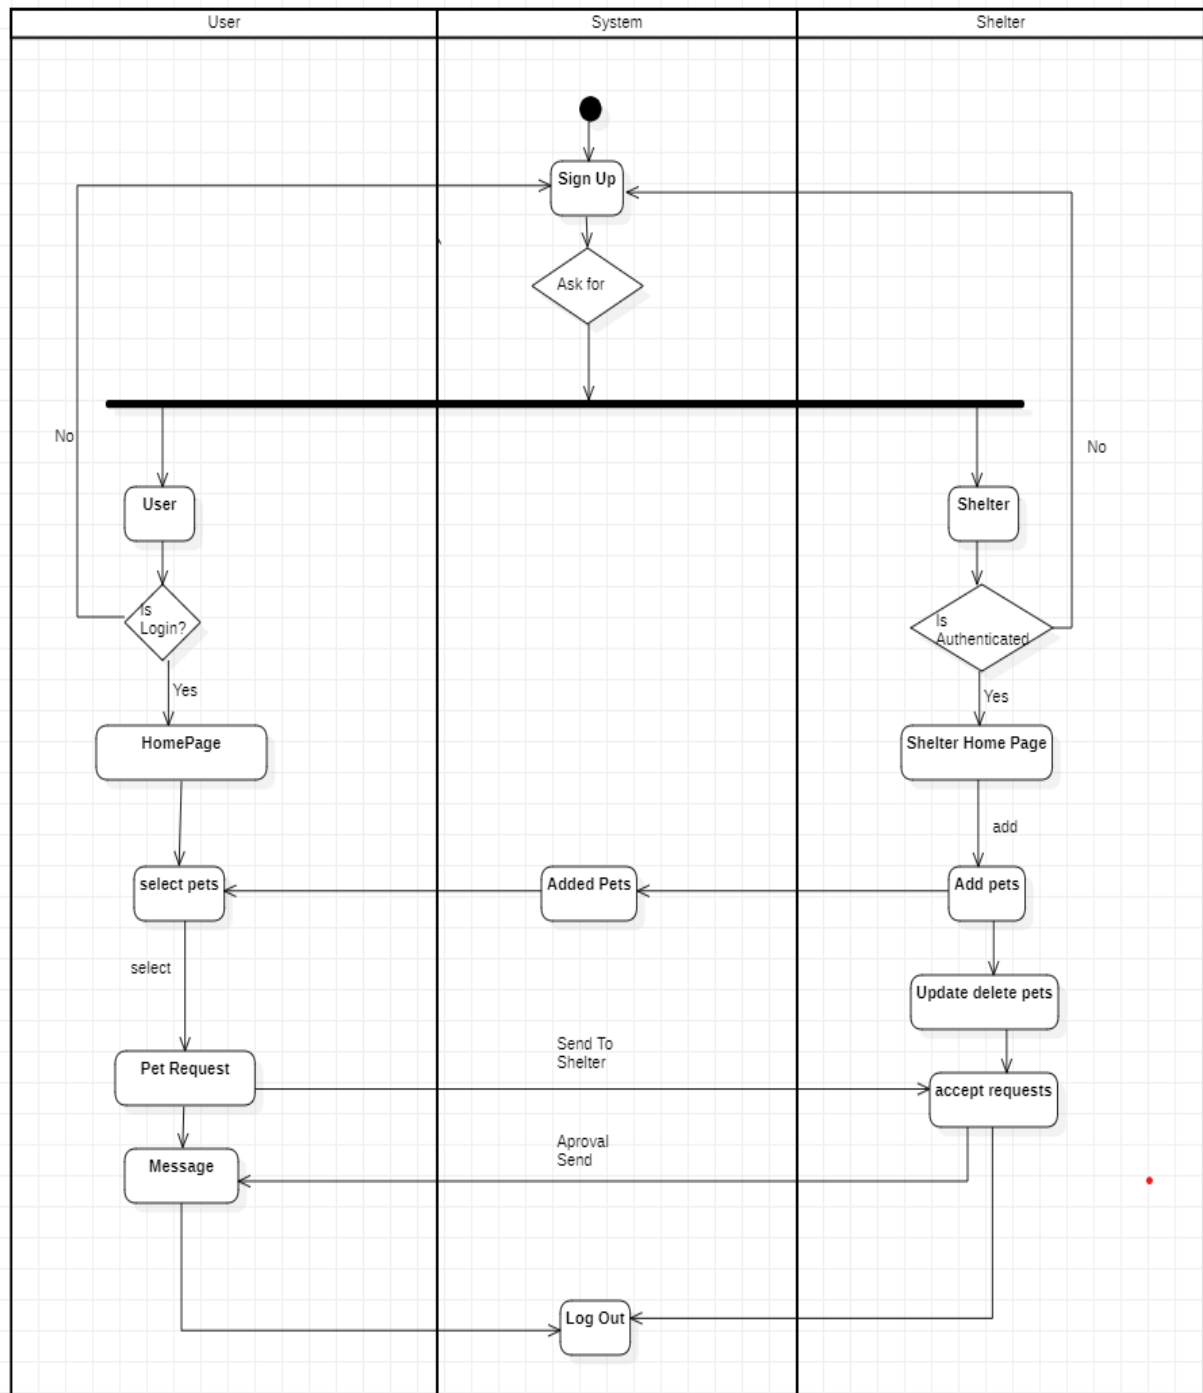 User
System
Shelter
Sign Up
Ask for
No
No
User
Shelter
Is
Login?
Is
Authenticated
Yes
Yes
HomePage
Shelter Home Page
add
select pets
Added Pets
Add pets
select
Update delete pets
Send To
Shelter
Pet Request
accept requests
Aproval
Send
Message
Log Out